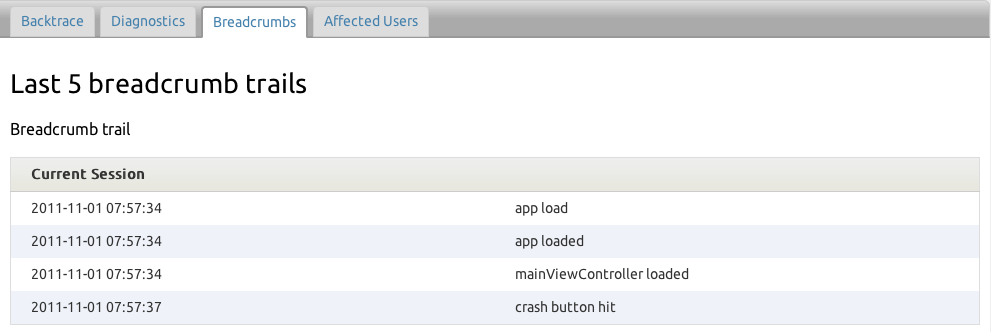 Backtrace Diagnostics Breadcrumbs Affected Users
Last 5 breadcrumb trails
Breadcrumb trail
Current Session
2011-11-01 07:57:34 app load
2011-11-01 07:57:34 app loaded
2011-11-01 07:57:34 mainViewController loaded
2011-11-01 07:57:37 crash button hit